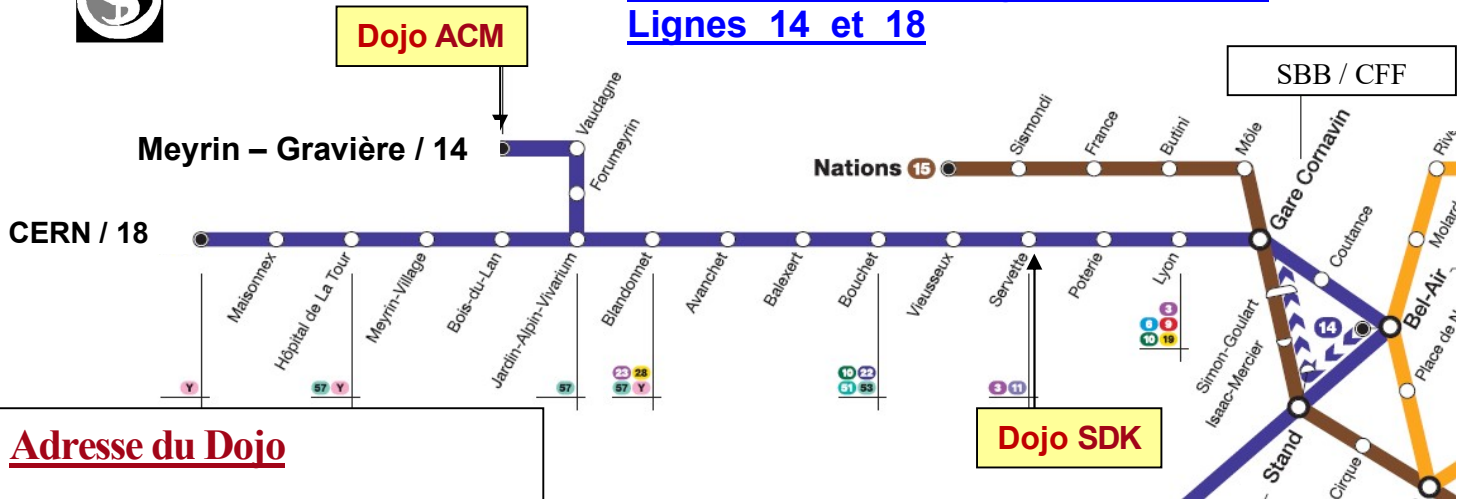 Lignes 14 et 18
Dojo ACM
SBB / CFF
Meyrin – Gravière / 14
Vaudagne
Forumeyrin
Nations 15
Sismondi
France
Butini
Môle
Gare Cornavin
Coutance
Molard
Bel-Air
CERN / 18
Maisonnex
Hôpital de La Tour
Meyrin-Village
Bois-du-Lan
Jardin-Alpin-Vivarium
Blandonnet
Avanchet
Balexert
Bouchet
Vieusseux
Servette
Poterie
Lyon
Simon-Goulart
Isaac-Mercier
14
Place de
Stand
Cirque
Y
57 Y
57
23 28
57 Y
10 22
51 53
3 11
3
8 9
10 19
Dojo SDK
Adresse du Dojo